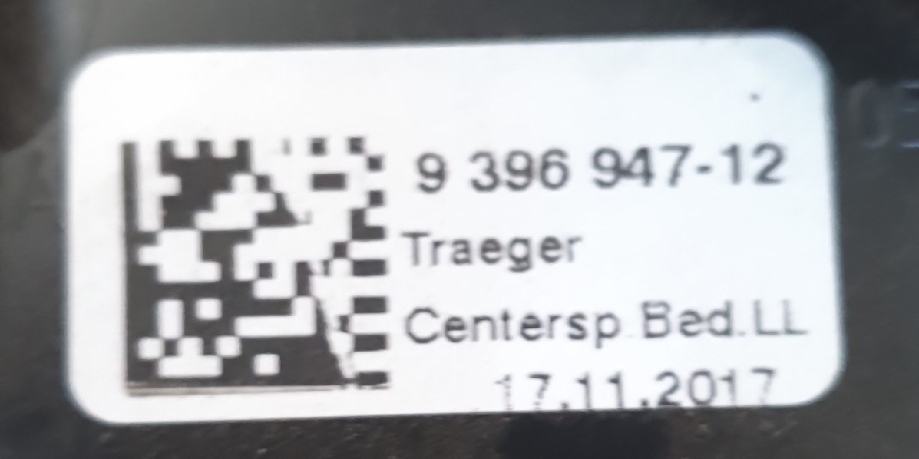 9 396 947-12
Traeger
Centersp.Bed.LL
17.11.2017